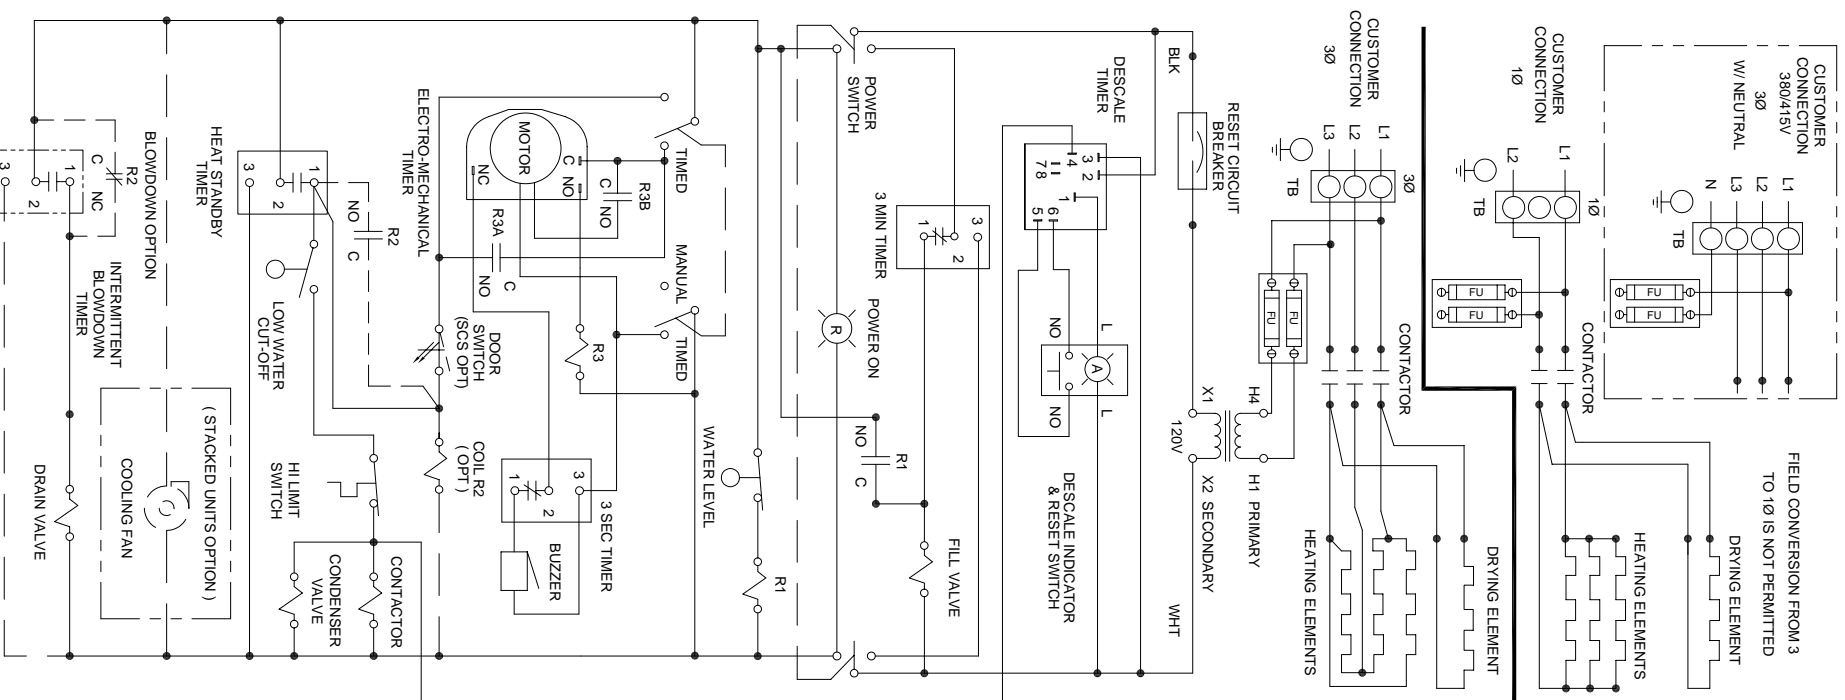 CUSTOMER
CONNECTION
380/415V
3Ø
W/ NEUTRAL
L1
L2
L3
N
TB
FU
FU
FIELD CONVERSION FROM 3
TO 1Ø IS NOT PERMITTED
CUSTOMER
CONNECTION
1Ø
L1
L2
1Ø
TB
FU
FU
CONTACTOR
DRYING ELEMENT
HEATING ELEMENTS
CUSTOMER
CONNECTION
3Ø
L1
L2
L3
3Ø
TB
FU
FU
CONTACTOR
DRYING ELEMENT
HEATING ELEMENTS
H4
H1 PRIMARY
X1
120V
X2 SECONDARY
RESET CIRCUIT
BREAKER
BLK
WHT
DESCALE
TIMER
3
2
4
7
8
1
6
5
L
L
A
NO
NO
DESCALE INDICATOR
& RESET SWITCH
3 MIN TIMER
3
2
1
FILL VALVE
POWER
SWITCH
POWER ON
R
R1
NO
C
WATER LEVEL
R1
TIMED
MANUAL
TIMED
R3B
C
NO
MOTOR
C
NO
NC
R3A
C
NO
R3
ELECTRO-MECHANICAL
TIMER
3 SEC TIMER
3
2
1
BUZZER
DOOR
SWITCH
(SCS OPT)
COIL R2
( OPT )
R2
NO
C
HEAT STANDBY
TIMER
1
2
3
LOW WATER
CUT-OFF
HI LIMIT
SWITCH
CONTACTOR
CONDENSER
VALVE
( STACKED UNITS OPTION )
COOLING FAN
BLOWDOWN OPTION
R2
C
NC
1
2
3
INTERMITTENT
BLOWDOWN
TIMER
DRAIN VALVE